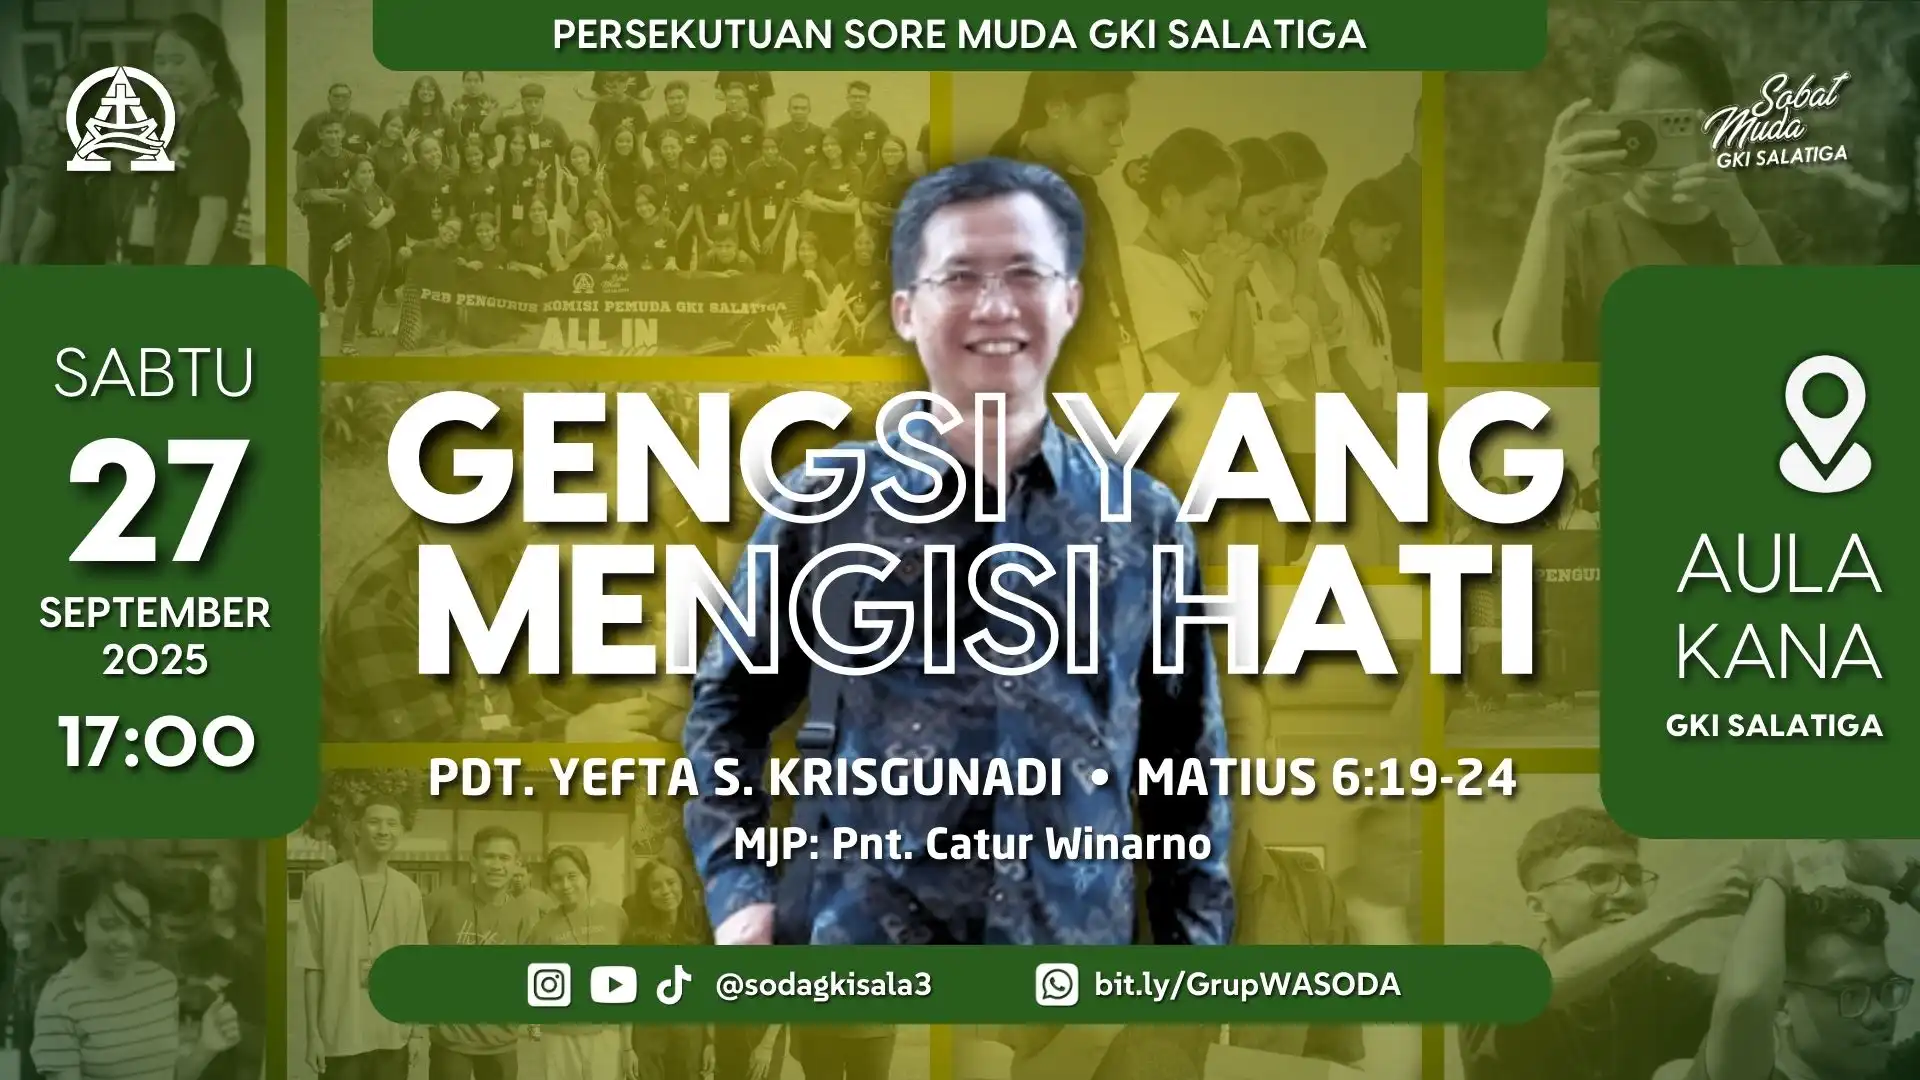 PERSEKUTUAN SORE MUDA GKI SALATIGA
Sobat
Muda
GKI SALATIGA
PSB PENGURUS KOMISI PEMUDA GKI SALATIGA
ALL IN
SABTU
27
SEPTEMBER
2025
17:00
GENGSI YANG
MENGISI HATI
PDT. YEFTA S. KRISGUNADI • MATIUS 6:19-24
MJP: Pnt. Catur Winarno
AULA
KANA
GKI SALATIGA
@sodagkisala3
bit.ly/GrupWASODA